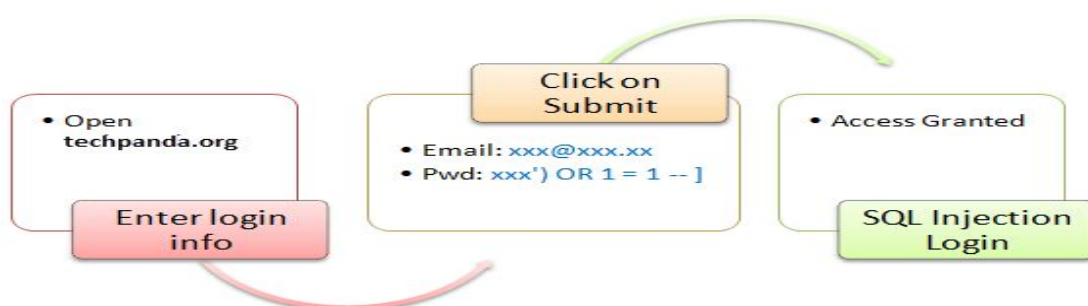 • Open
techpanda.org
Enter login
info
Click on
Submit
• Email: xxx@xxx.xx
• Pwd: xxx') OR 1 = 1 -- ]
• Access Granted
SQL Injection
Login